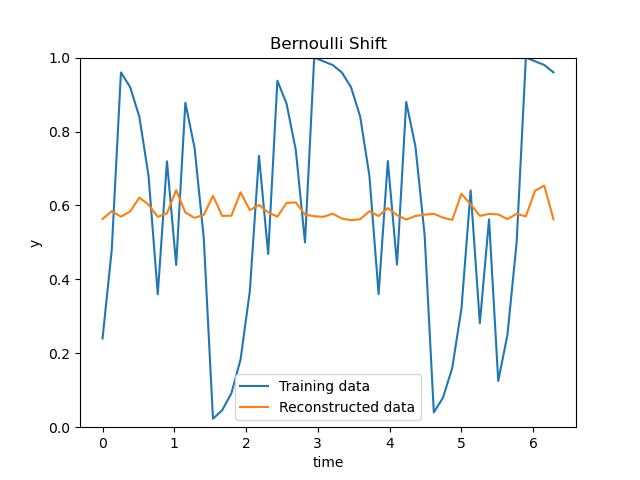 Bernoulli Shift
1.0
0.8
0.6
0.4
0.2
0.0
y
Training data
Reconstructed data
0 1 2 3 4 5 6
time